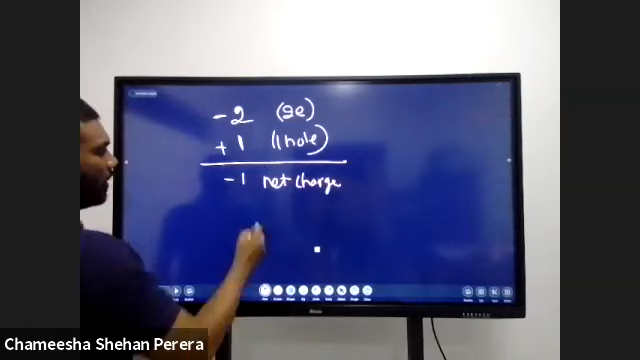 -2 (2e)
+1 (1 hole)
-1 net charge
Chameesha Shehan Perera